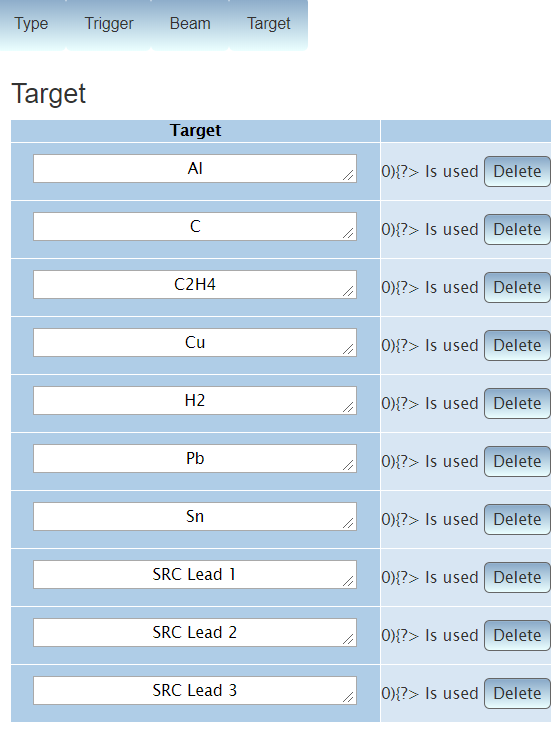 Type Trigger Beam Target
Target
Target
Al 0){?> Is used Delete
C 0){?> Is used Delete
C2H4 0){?> Is used Delete
Cu 0){?> Is used Delete
H2 0){?> Is used Delete
Pb 0){?> Is used Delete
Sn 0){?> Is used Delete
SRC Lead 1 0){?> Is used Delete
SRC Lead 2 0){?> Is used Delete
SRC Lead 3 0){?> Is used Delete